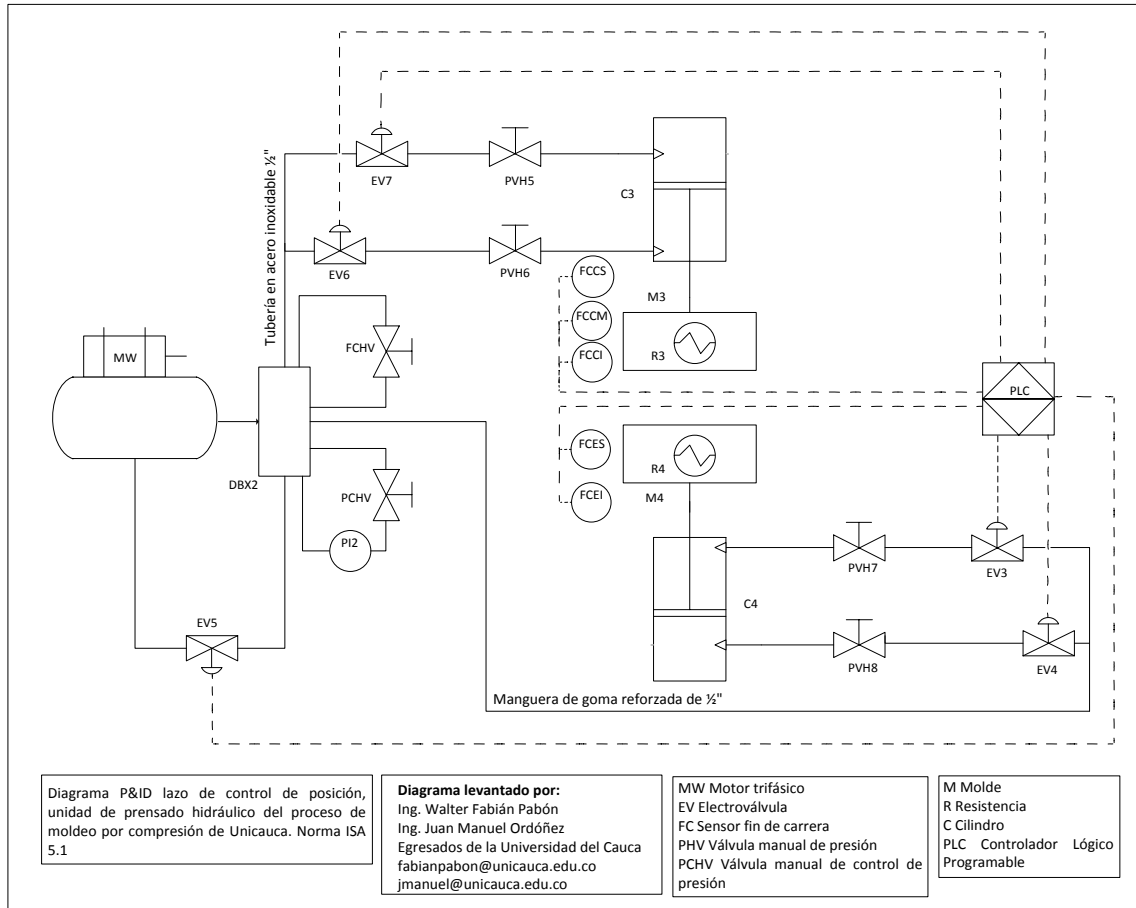 Tubería en acero inoxidable ½"
EV7
PVH5
C3
EV6
PVH6
FCCS
M3
FCCM
FCHV
MW
FCCI
R3
PLC
FCES
R4
DBX2
PCHV
FCEI
M4
PI2
PVH7
EV3
C4
EV5
PVH8
EV4
Manguera de goma reforzada de ½"
Diagrama P&ID lazo de control de posición,
unidad de prensado hidráulico del proceso de
moldeo por compresión de Unicauca. Norma ISA
5.1
Diagrama levantado por:
Ing. Walter Fabián Pabón
Ing. Juan Manuel Ordóñez
Egresados de la Universidad del Cauca
fabianpabon@unicauca.edu.co
jmanuel@unicauca.edu.co
MW Motor trifásico
EV Electroválvula
FC Sensor fin de carrera
PHV Válvula manual de presión
PCHV Válvula manual de control de
presión
M Molde
R Resistencia
C Cilindro
PLC Controlador Lógico
Programable